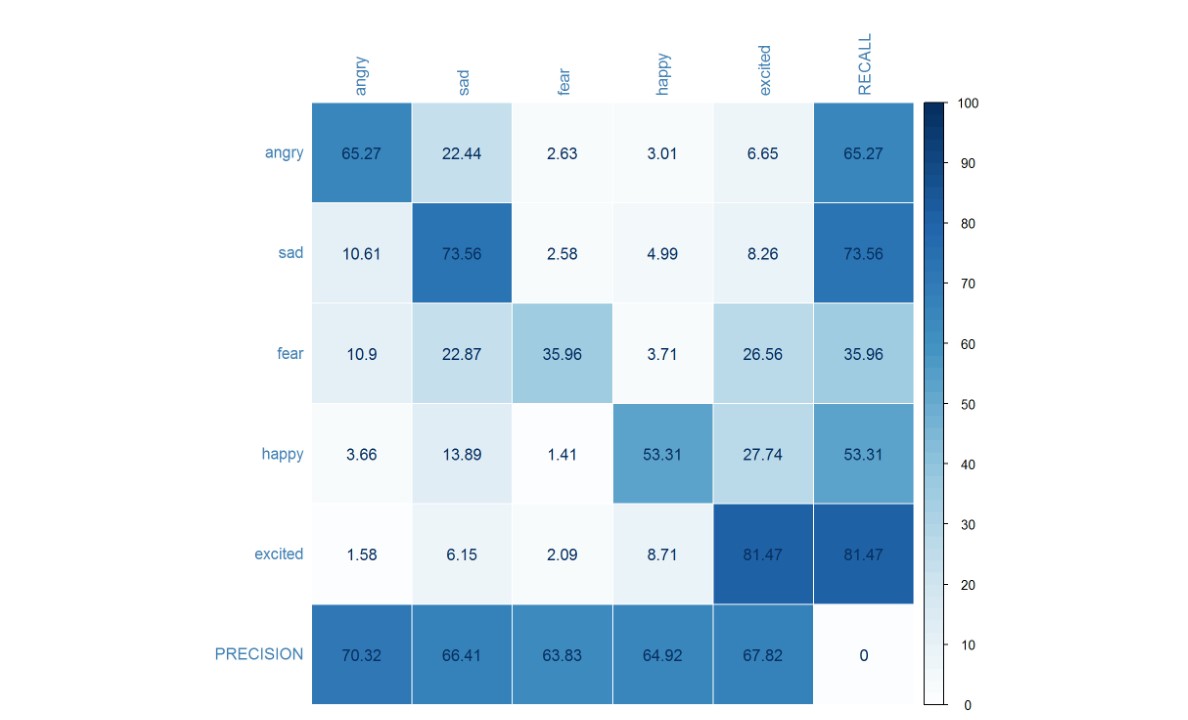 angry sad fear happy excited RECALL
angry 65.27 22.44 2.63 3.01 6.65 65.27
sad 10.61 73.56 2.58 4.99 8.26 73.56
fear 10.9 22.87 35.96 3.71 26.56 35.96
happy 3.66 13.89 1.41 53.31 27.74 53.31
excited 1.58 6.15 2.09 8.71 81.47 81.47
PRECISION 70.32 66.41 63.83 64.92 67.82 0
100
90
80
70
60
50
40
30
20
10
0